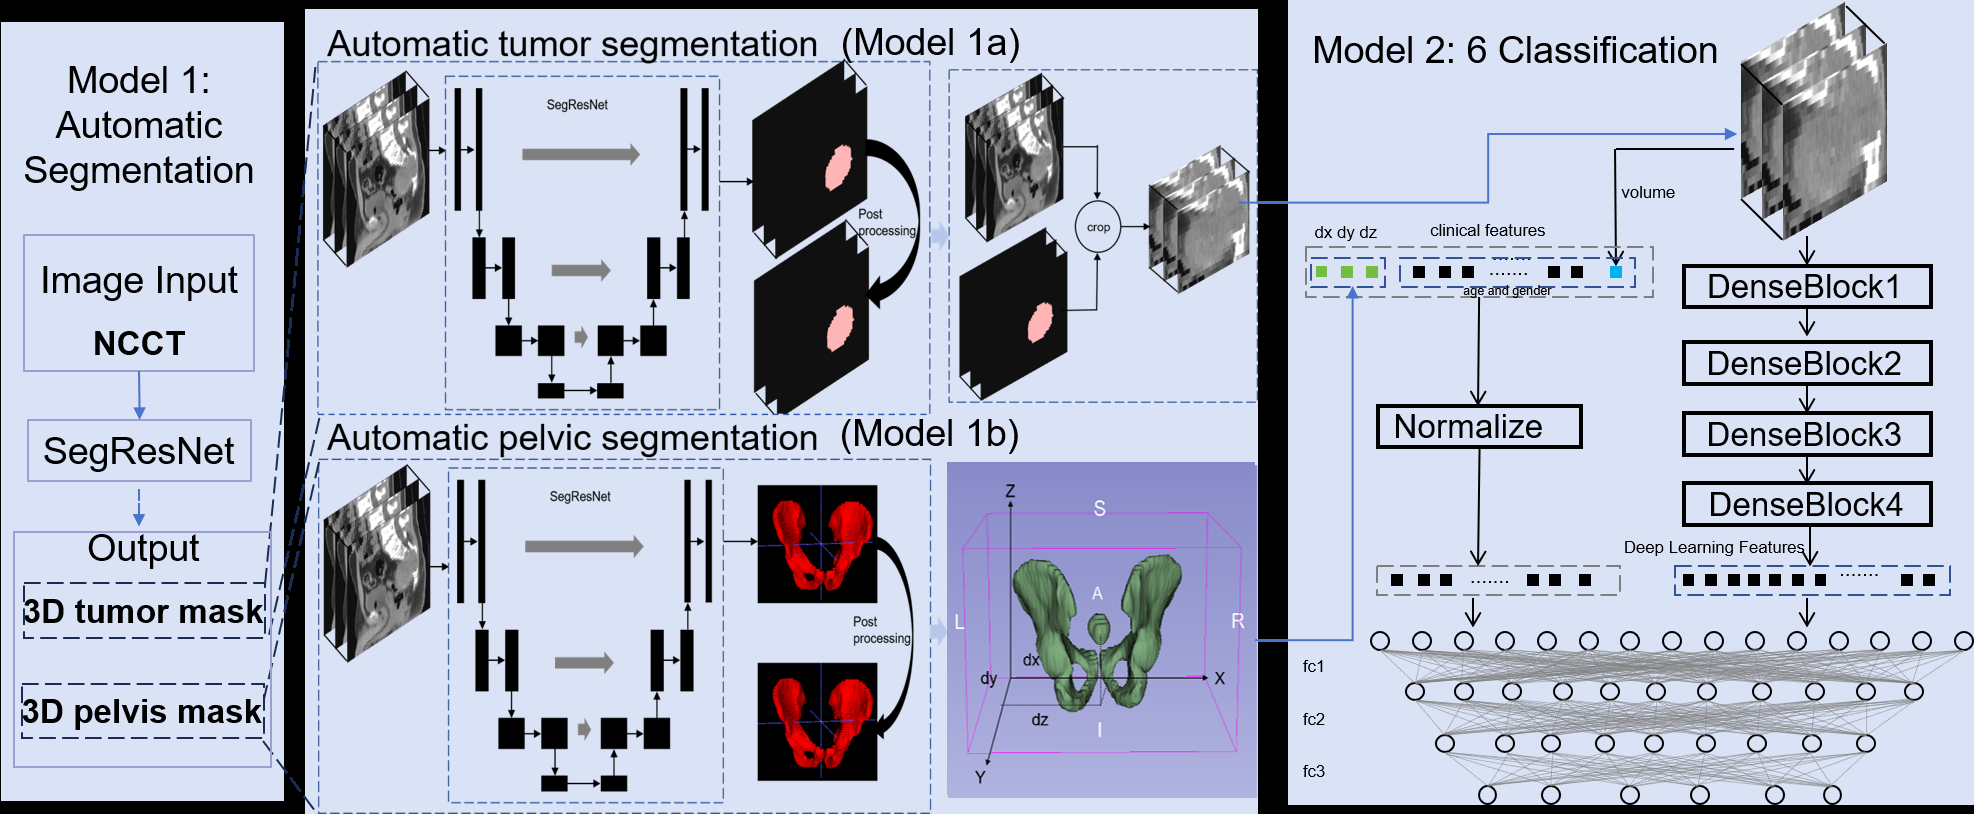 Model 1:
Automatic
Segmentation
Image Input
NCCT
SegResNet
Output
3D tumor mask
3D pelvis mask
Automatic tumor segmentation (Model 1a)
SegResNet
Post
processing
crop
Automatic pelvic segmentation (Model 1b)
SegResNet
Post
processing
Z
S
A
L
R
dx
dy
X
dz
I
Y
Model 2: 6 Classification
volume
dx dy dz
clinical features
.......
.......
age and gender
Normalize
DenseBlock1
DenseBlock2
DenseBlock3
DenseBlock4
Deep Learning Features
.......
.......
fc1
fc2
fc3